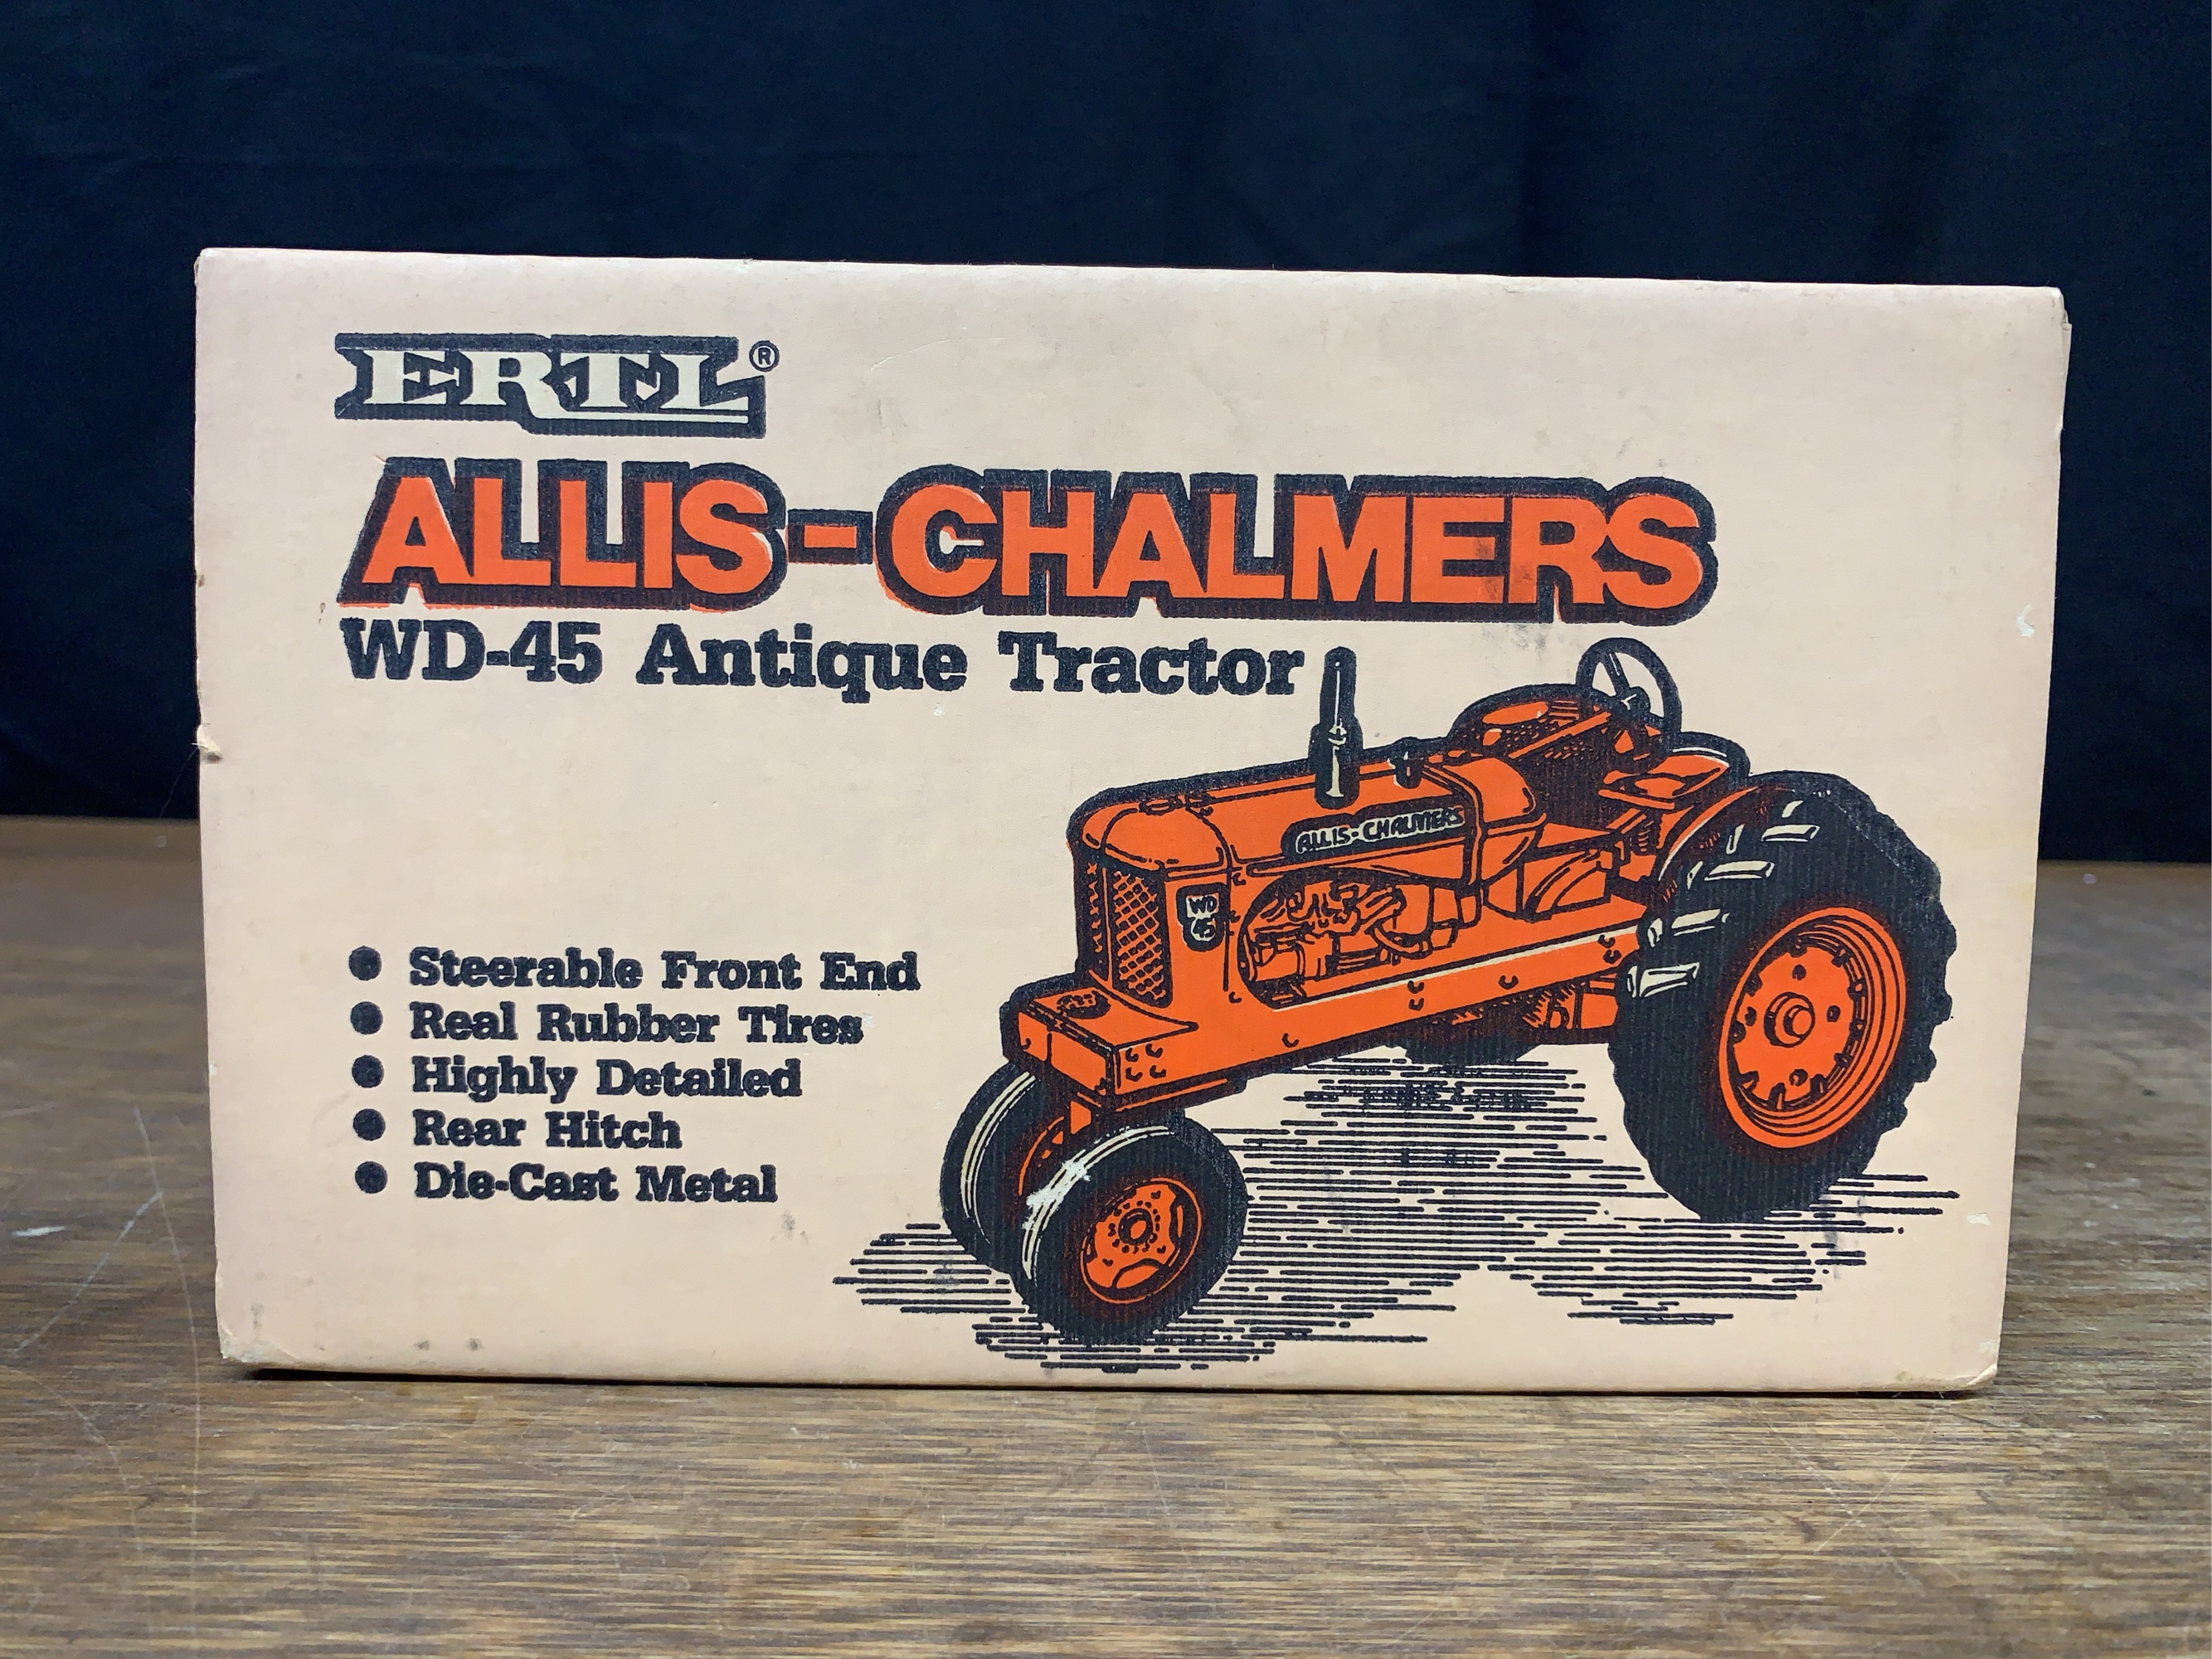 ERTL®
ALLIS-CHALMERS
WD-45 Antique Tractor
ALLIS-CHALMERS
WD
45
● Steerable Front End
● Real Rubber Tires
● Highly Detailed
● Rear Hitch
● Die-Cast Metal